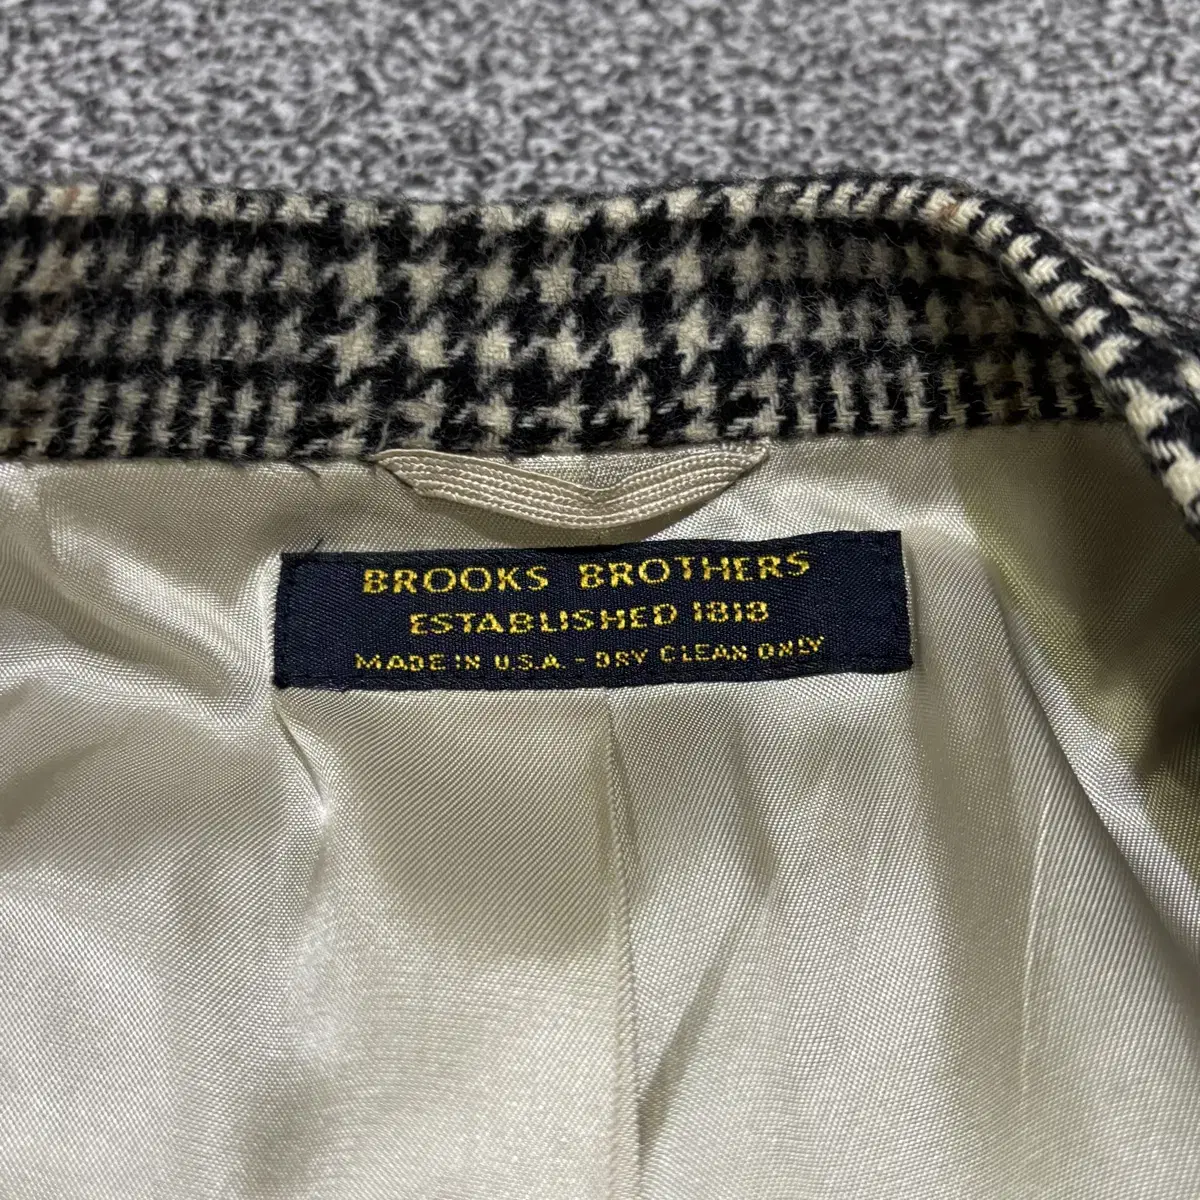 BROOKS BROTHERS
ESTABLISHED 1818
MADE IN U.S.A. - DRY CLEAN ONLY